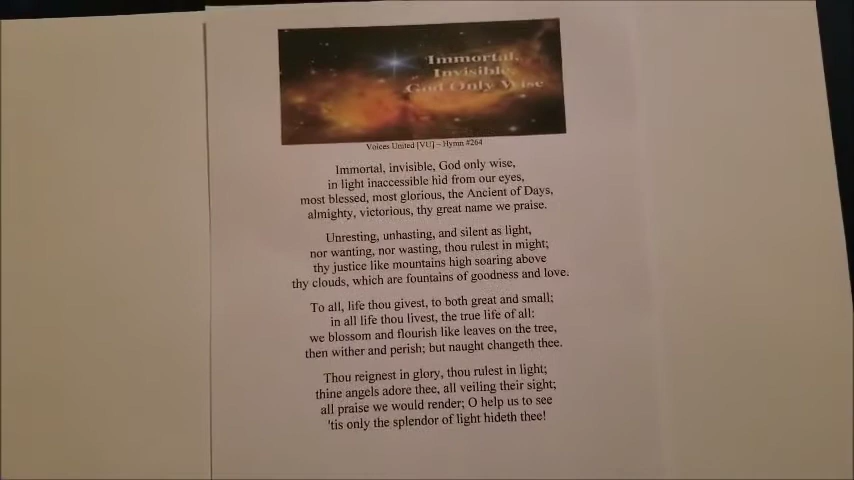 Immortal,
Invisible,
God Only Wise
Voices United [VU] ~ Hymn #264
Immortal, invisible, God only wise,
in light inaccessible hid from our eyes,
most blessed, most glorious, the Ancient of Days,
almighty, victorious, thy great name we praise.
Unresting, unhasting, and silent as light,
nor wanting, nor wasting, thou rulest in might;
thy justice like mountains high soaring above
thy clouds, which are fountains of goodness and love.
To all, life thou givest, to both great and small;
in all life thou livest, the true life of all:
we blossom and flourish like leaves on the tree,
then wither and perish; but naught changeth thee.
Thou reignest in glory, thou rulest in light;
thine angels adore thee, all veiling their sight;
all praise we would render; O help us to see
'tis only the splendor of light hideth thee!